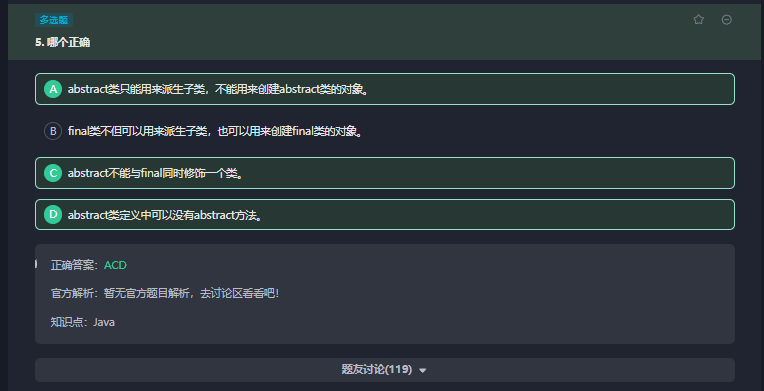 多选题
5. 哪个正确
A abstract类只能用来派生子类，不能用来创建abstract类的对象。
B final类不但可以用来派生子类，也可以用来创建final类的对象。
C abstract不能与final同时修饰一个类。
D abstract类定义中可以没有abstract方法。
正确答案：ACD
官方解析：暂无官方题目解析，去讨论区看看吧！
知识点：Java
题友讨论(119)